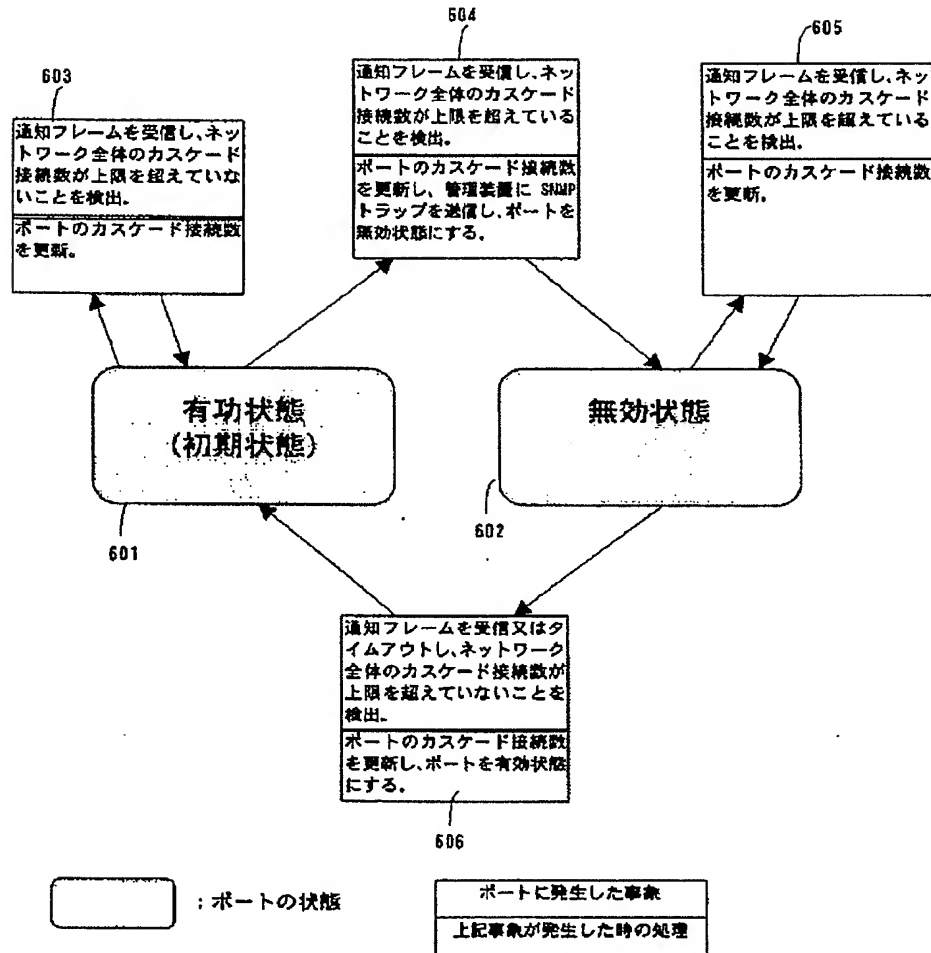 604
605
603
通知フレームを受信し、ネッ
トワーク全体のカスケード
接続数が上限を超えている
ことを検出。
ポートのカスケード接続数
を更新し、管理装置に SNMP
トラップを送信し、ポートを
無効状態にする。
通知フレームを受信し、ネッ
トワーク全体のカスケード
接続数が上限を超えている
ことを検出。
ポートのカスケード接続数
を更新。
通知フレームを受信し、ネッ
トワーク全体のカスケード
接続数が上限を超えていな
いことを検出。
ポートのカスケード接続数
を更新。
有功状態
(初期状態)
無効状態
601
602
通知フレームを受信又はタ
イムアウトし、ネットワーク
全体のカスケード接続数が
上限を超えていないことを
検出。
ポートのカスケード接続数
を更新し、ポートを有効状態
にする。
606
:ポートの状態
ポートに発生した事象
上記事象が発生した時の処理